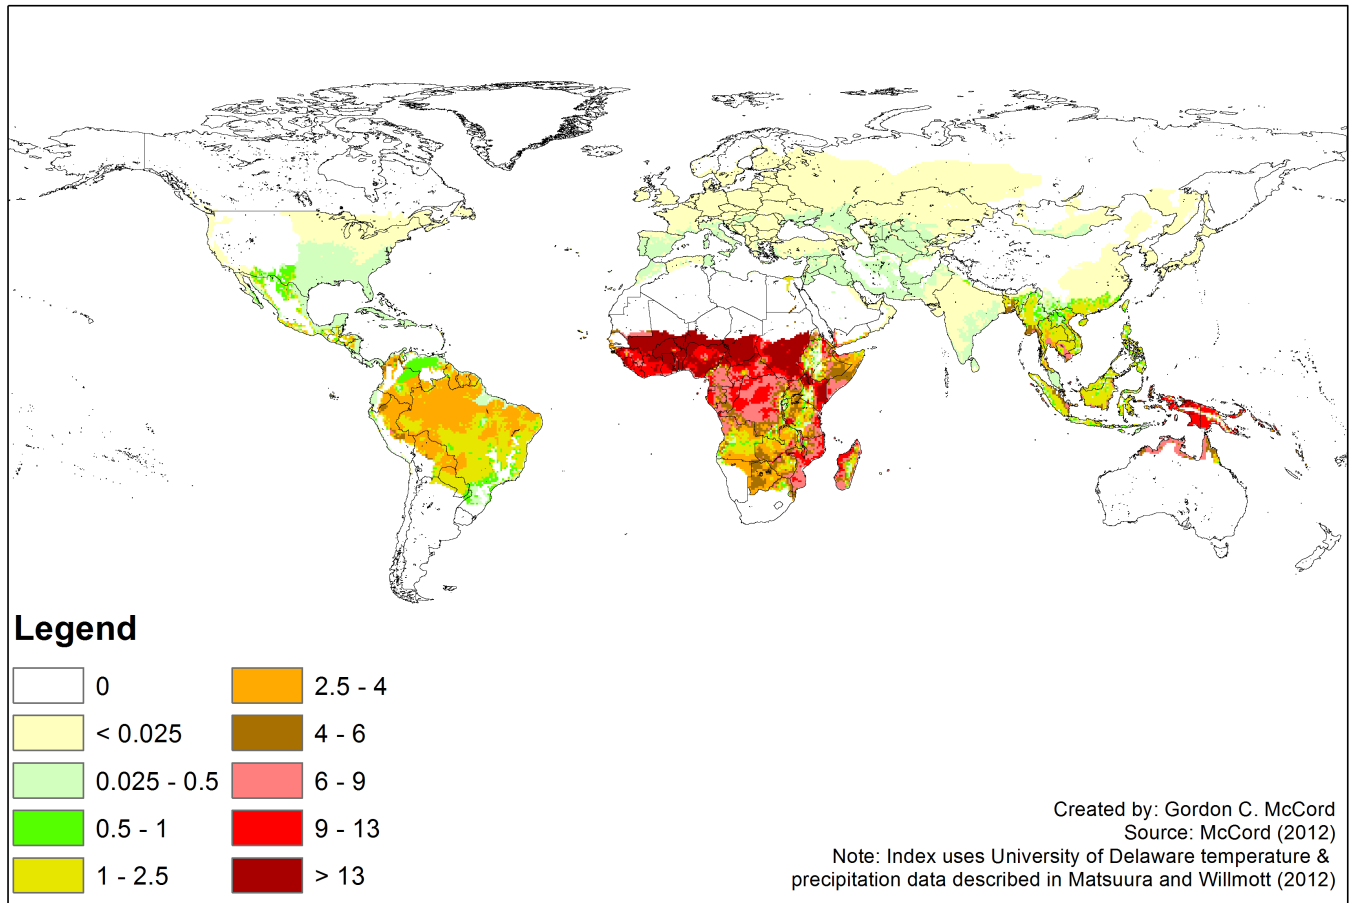 Legend
0
< 0.025
0.025 - 0.5
0.5 - 1
1 - 2.5
2.5 - 4
4 - 6
6 - 9
9 - 13
> 13
Created by: Gordon C. McCord
Source: McCord (2012)
Note: Index uses University of Delaware temperature &
precipitation data described in Matsuura and Willmott (2012)